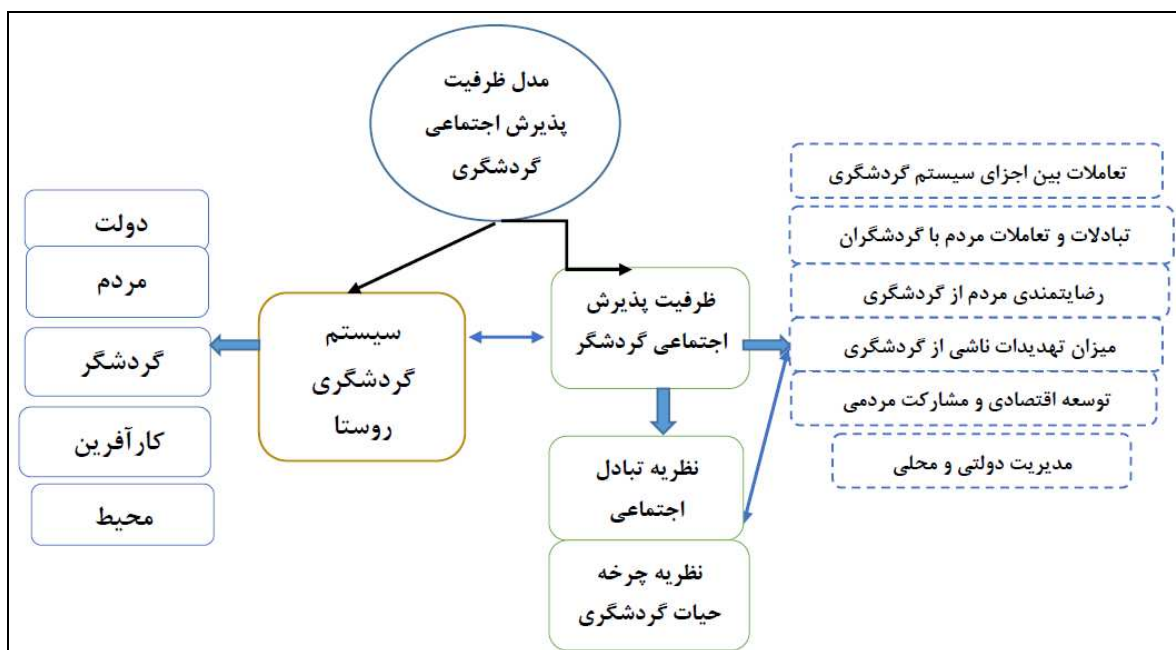 مدل ظرفیت
پذیرش اجتماعی
گردشگری
تعاملات بین اجزای سیستم گردشگری
تبادلات و تعاملات مردم با گردشگران
رضایتمندی مردم از گردشگری
میزان تهدیدات ناشی از گردشگری
توسعه اقتصادی و مشارکت مردمی
مدیریت دولتی و محلی
ظرفیت پذیرش
اجتماعی گردشگر
نظریه تبادل
اجتماعی
نظریه چرخه
حیات گردشگری
سیستم
گردشگری
روستا
دولت
مردم
گردشگر
کارآفرین
محیط